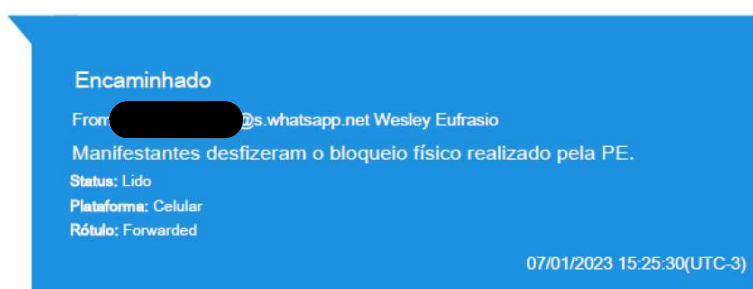 Encaminhado
From @s.whatsapp.net Wesley Eufrasio
Manifestantes desfizeram o bloqueio físico realizado pela PE.
Status: Lido
Plataforma: Celular
Rótulo: Forwarded
07/01/2023 15:25:30(UTC-3)